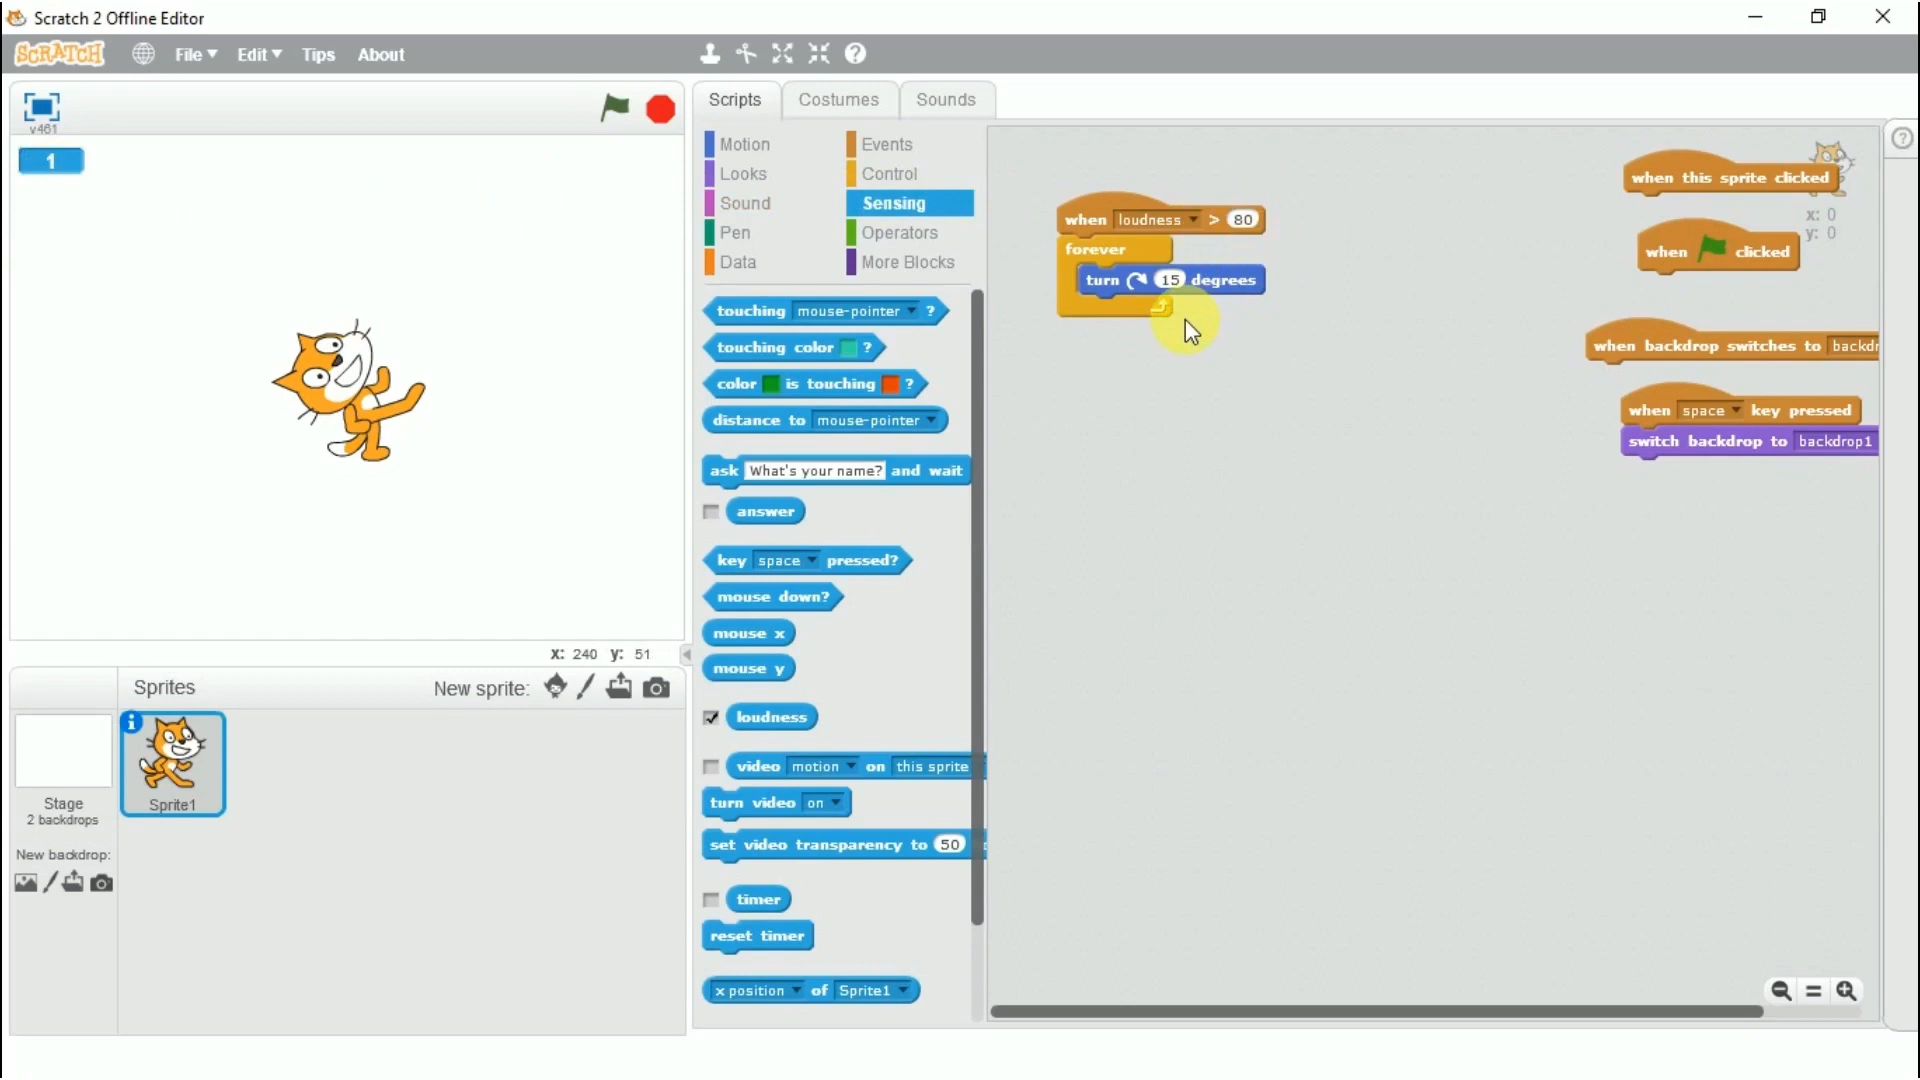 Scratch 2 Offline Editor
SCRATCH File Edit Tips About
v461
1
x: 240 y: 51
Sprites New sprite:
Sprite1
Stage
2 backdrops
New backdrop:
Scripts Costumes Sounds
Motion Events
Looks Control
Sound Sensing
Pen Operators
Data More Blocks
touching mouse-pointer ?
touching color ?
color is touching ?
distance to mouse-pointer
ask What's your name? and wait
answer
key space pressed?
mouse down?
mouse x
mouse y
loudness
video motion on this sprite
turn video on
set video transparency to 50
timer
reset timer
x position of Sprite1
when loudness > 80
forever
turn 15 degrees
when this sprite clicked
x: 0
y: 0
when clicked
when backdrop switches to backdr
when space key pressed
switch backdrop to backdrop1